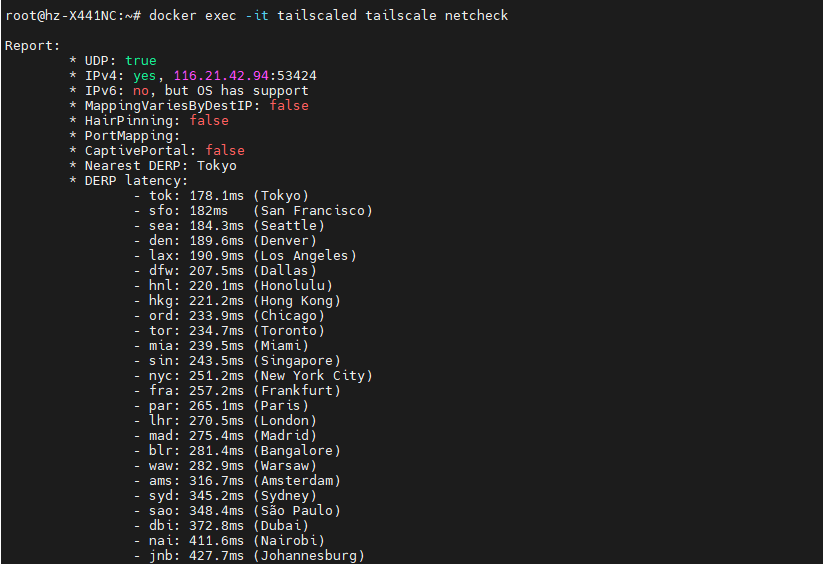 root@hz-X441NC:~# docker exec -it tailscaled tailscale netcheck
Report:
* UDP: true
* IPv4: yes, 116.21.42.94:53424
* IPv6: no, but OS has support
* MappingVariesByDestIP: false
* HairPinning: false
* PortMapping:
* CaptivePortal: false
* Nearest DERP: Tokyo
* DERP latency:
- tok: 178.1ms (Tokyo)
- sfo: 182ms   (San Francisco)
- sea: 184.3ms (Seattle)
- den: 189.6ms (Denver)
- lax: 190.9ms (Los Angeles)
- dfw: 207.5ms (Dallas)
- hnl: 220.1ms (Honolulu)
- hkg: 221.2ms (Hong Kong)
- ord: 233.9ms (Chicago)
- tor: 234.7ms (Toronto)
- mia: 239.5ms (Miami)
- sin: 243.5ms (Singapore)
- nyc: 251.2ms (New York City)
- fra: 257.2ms (Frankfurt)
- par: 265.1ms (Paris)
- lhr: 270.5ms (London)
- mad: 275.4ms (Madrid)
- blr: 281.4ms (Bangalore)
- waw: 282.9ms (Warsaw)
- ams: 316.7ms (Amsterdam)
- syd: 345.2ms (Sydney)
- sao: 348.4ms (São Paulo)
- dbi: 372.8ms (Dubai)
- nai: 411.6ms (Nairobi)
- jnb: 427.7ms (Johannesburg)